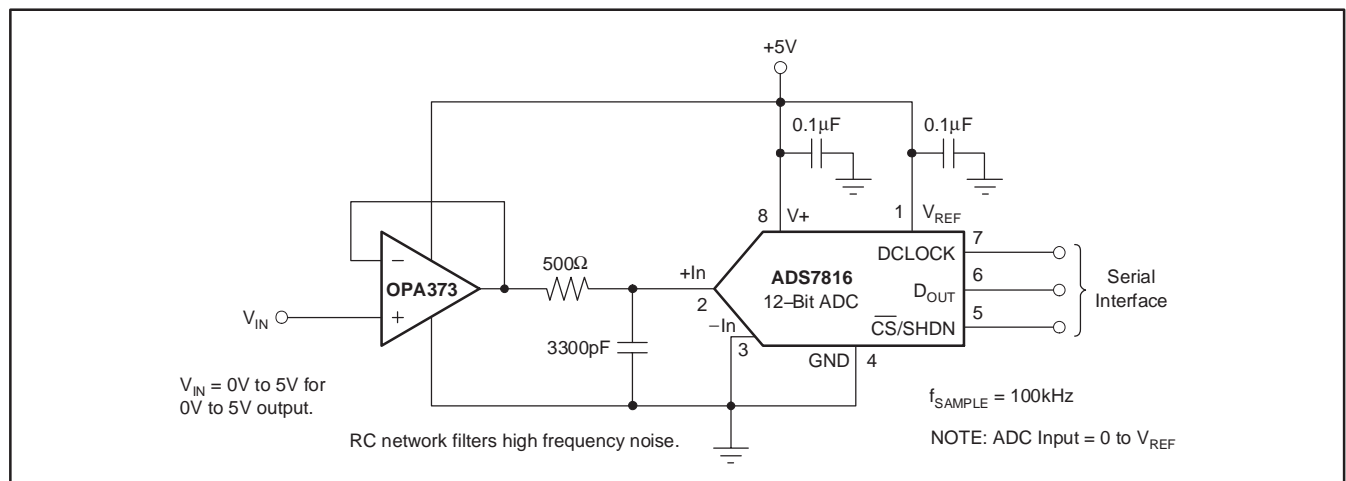 +5V
0.1µF
0.1µF
8
V+
1
VREF
7
DCLOCK
500Ω
+In
ADS7816
6
−
OPA373
2
12–Bit ADC
DOUT
Serial
Interface
VIN
+
−In
5
CS/SHDN
3300pF
3
GND
4
VIN = 0V to 5V for
0V to 5V output.
fSAMPLE = 100kHz
RC network filters high frequency noise.
NOTE: ADC Input = 0 to VREF